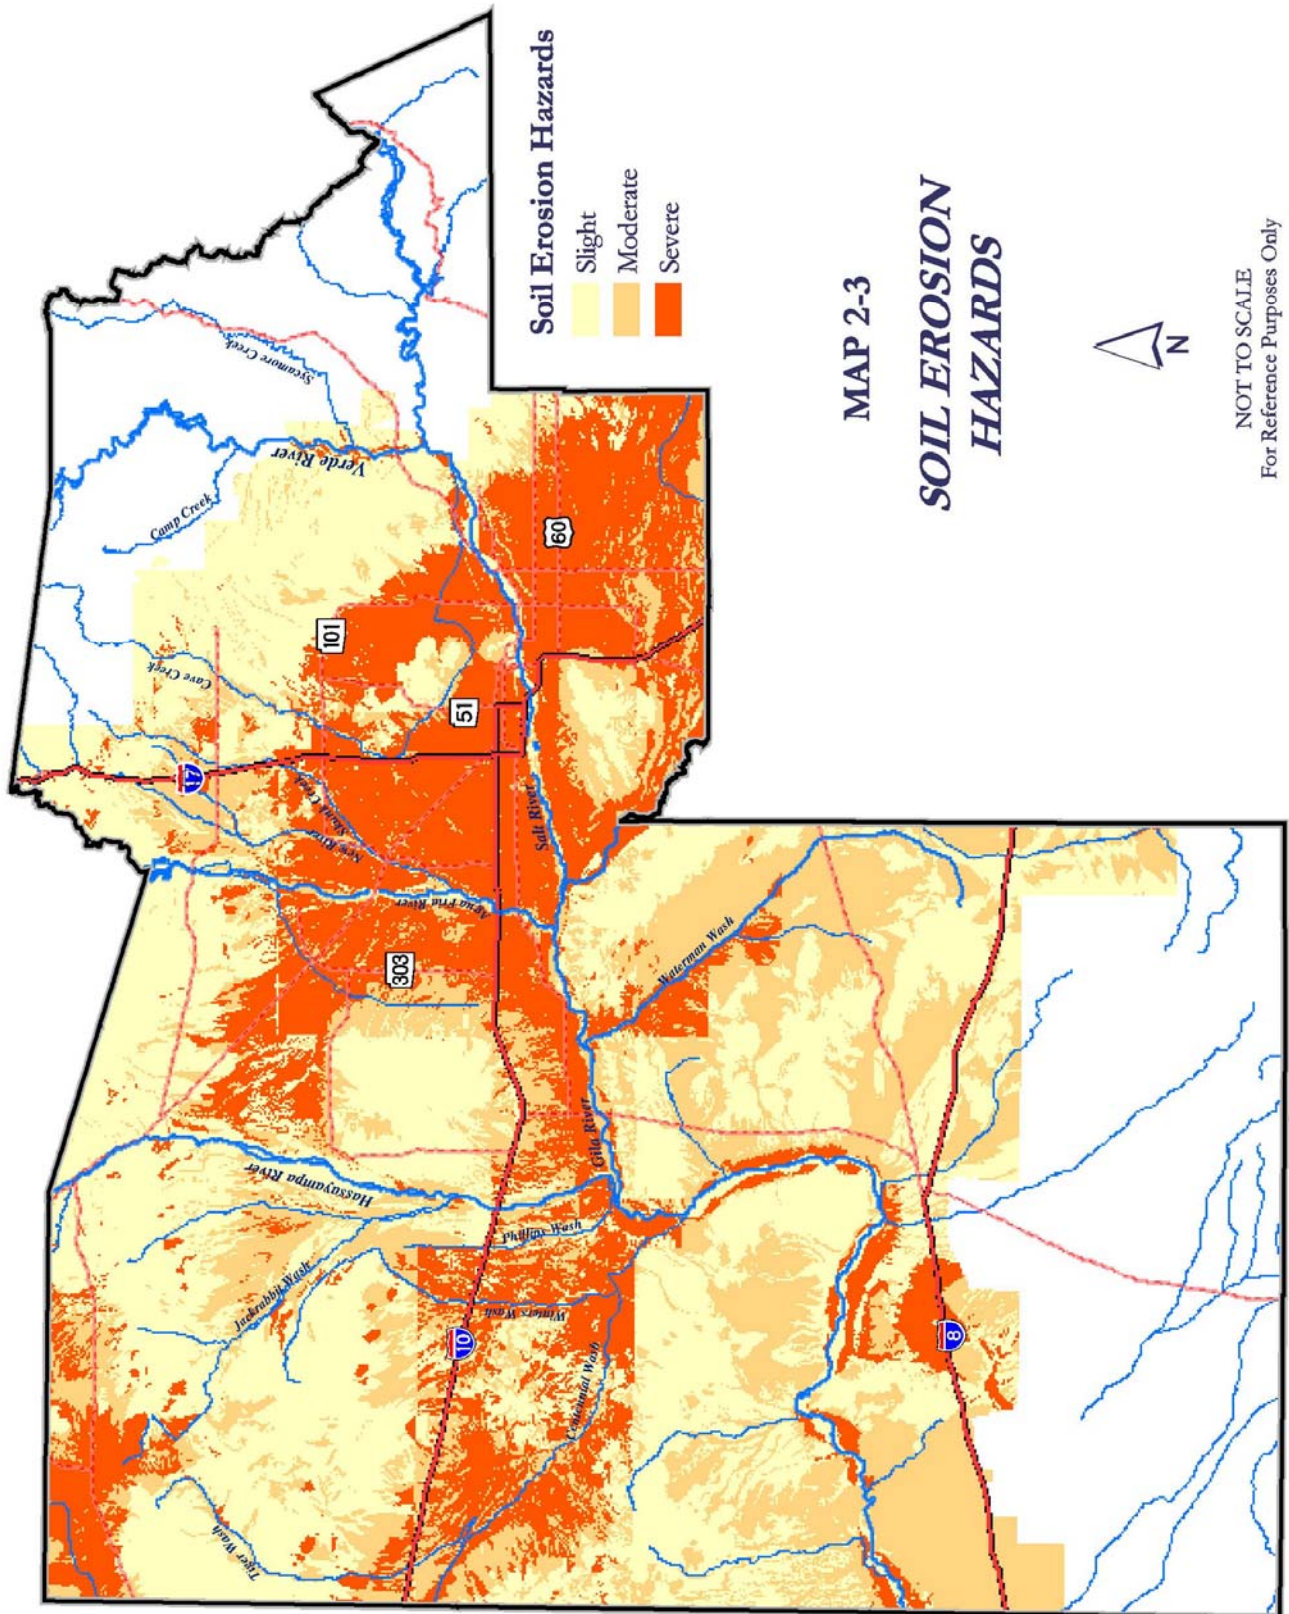 Soil Erosion Hazards
Slight
Moderate
Severe
MAP 2-3
SOIL EROSION
HAZARDS
N
NOT TO SCALE
For Reference Purposes Only
Sycamore Creek
Verde River
Camp Creek
Cave Creek
101
51
60
17
Skunk Creek
New River
Agua Fria River
Salt River
303
Waterman Wash
Gila River
Hassayampa River
Phillips Wash
Jackrabbit Wash
Winters Wash
10
Centennial Wash
8
Tiger Wash